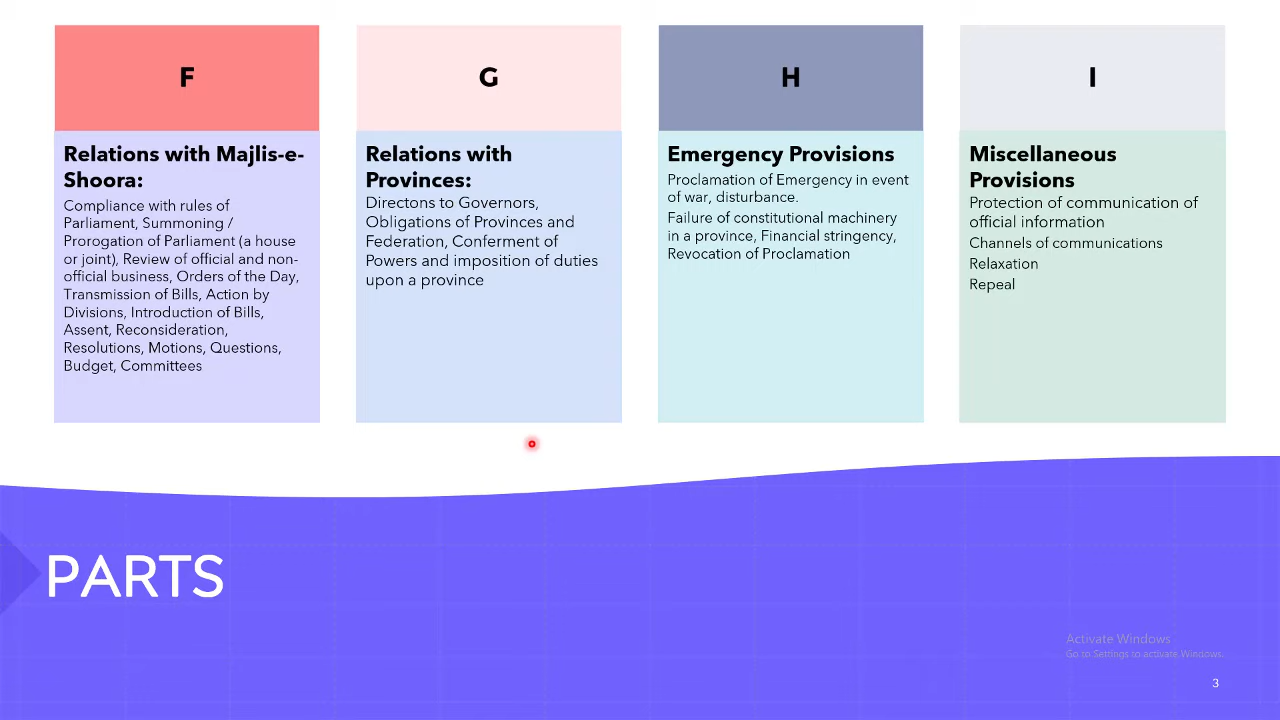 F
Relations with Majlis-e-
Shoora:
Compliance with rules of
Parliament, Summoning /
Prorogation of Parliament (a house
or joint), Review of official and non-
official business, Orders of the Day,
Transmission of Bills, Action by
Divisions, Introduction of Bills,
Assent, Reconsideration,
Resolutions, Motions, Questions,
Budget, Committees
G
Relations with
Provinces:
Directons to Governors,
Obligations of Provinces and
Federation, Conferment of
Powers and imposition of duties
upon a province
H
Emergency Provisions
Proclamation of Emergency in event
of war, disturbance.
Failure of constitutional machinery
in a province, Financial stringency,
Revocation of Proclamation
I
Miscellaneous
Provisions
Protection of communication of
official information
Channels of communications
Relaxation
Repeal
PARTS
Activate Windows
Go to Settings to activate Windows.
3